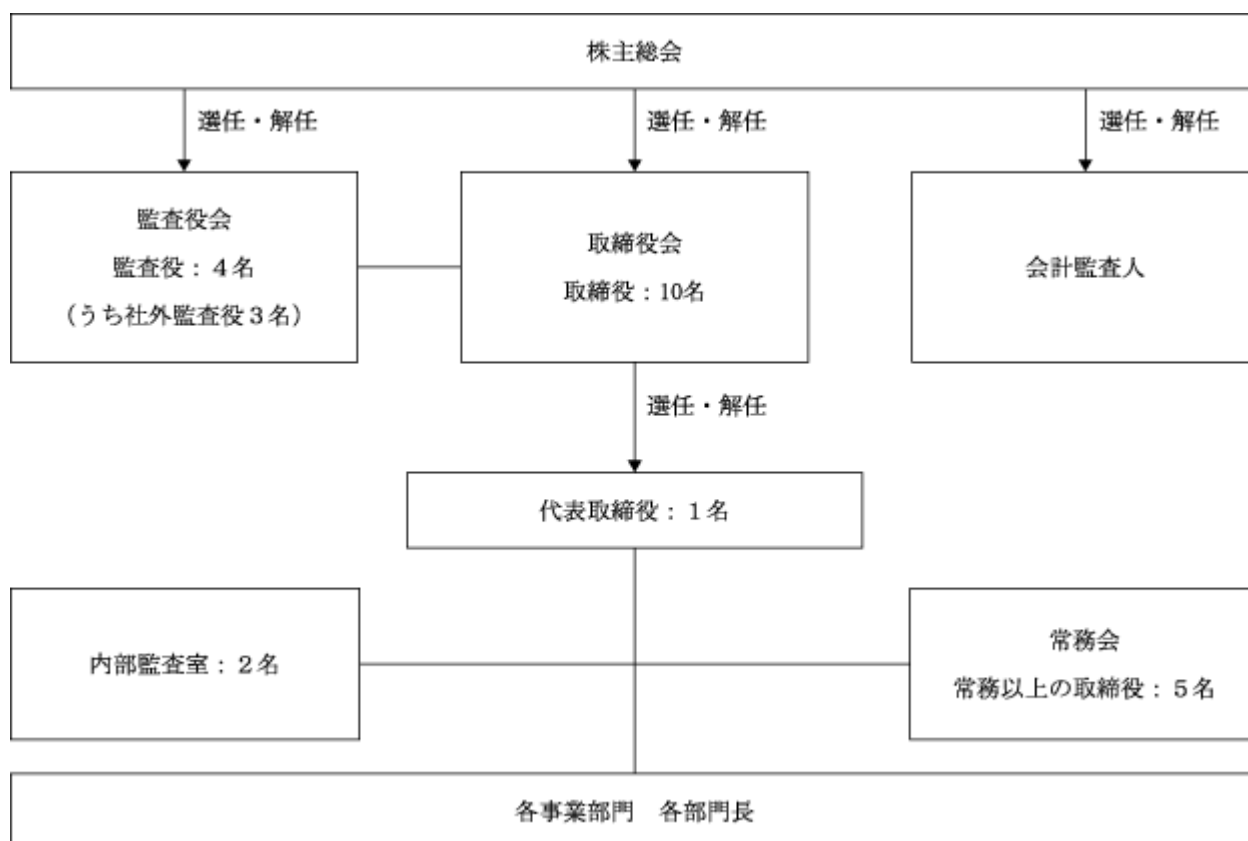 株主総会
選任・解任
選任・解任
選任・解任
監査役会
監査役：４名
（うち社外監査役３名）
取締役会
取締役：10名
会計監査人
選任・解任
代表取締役：１名
内部監査室：２名
常務会
常務以上の取締役：５名
各事業部門　各部門長